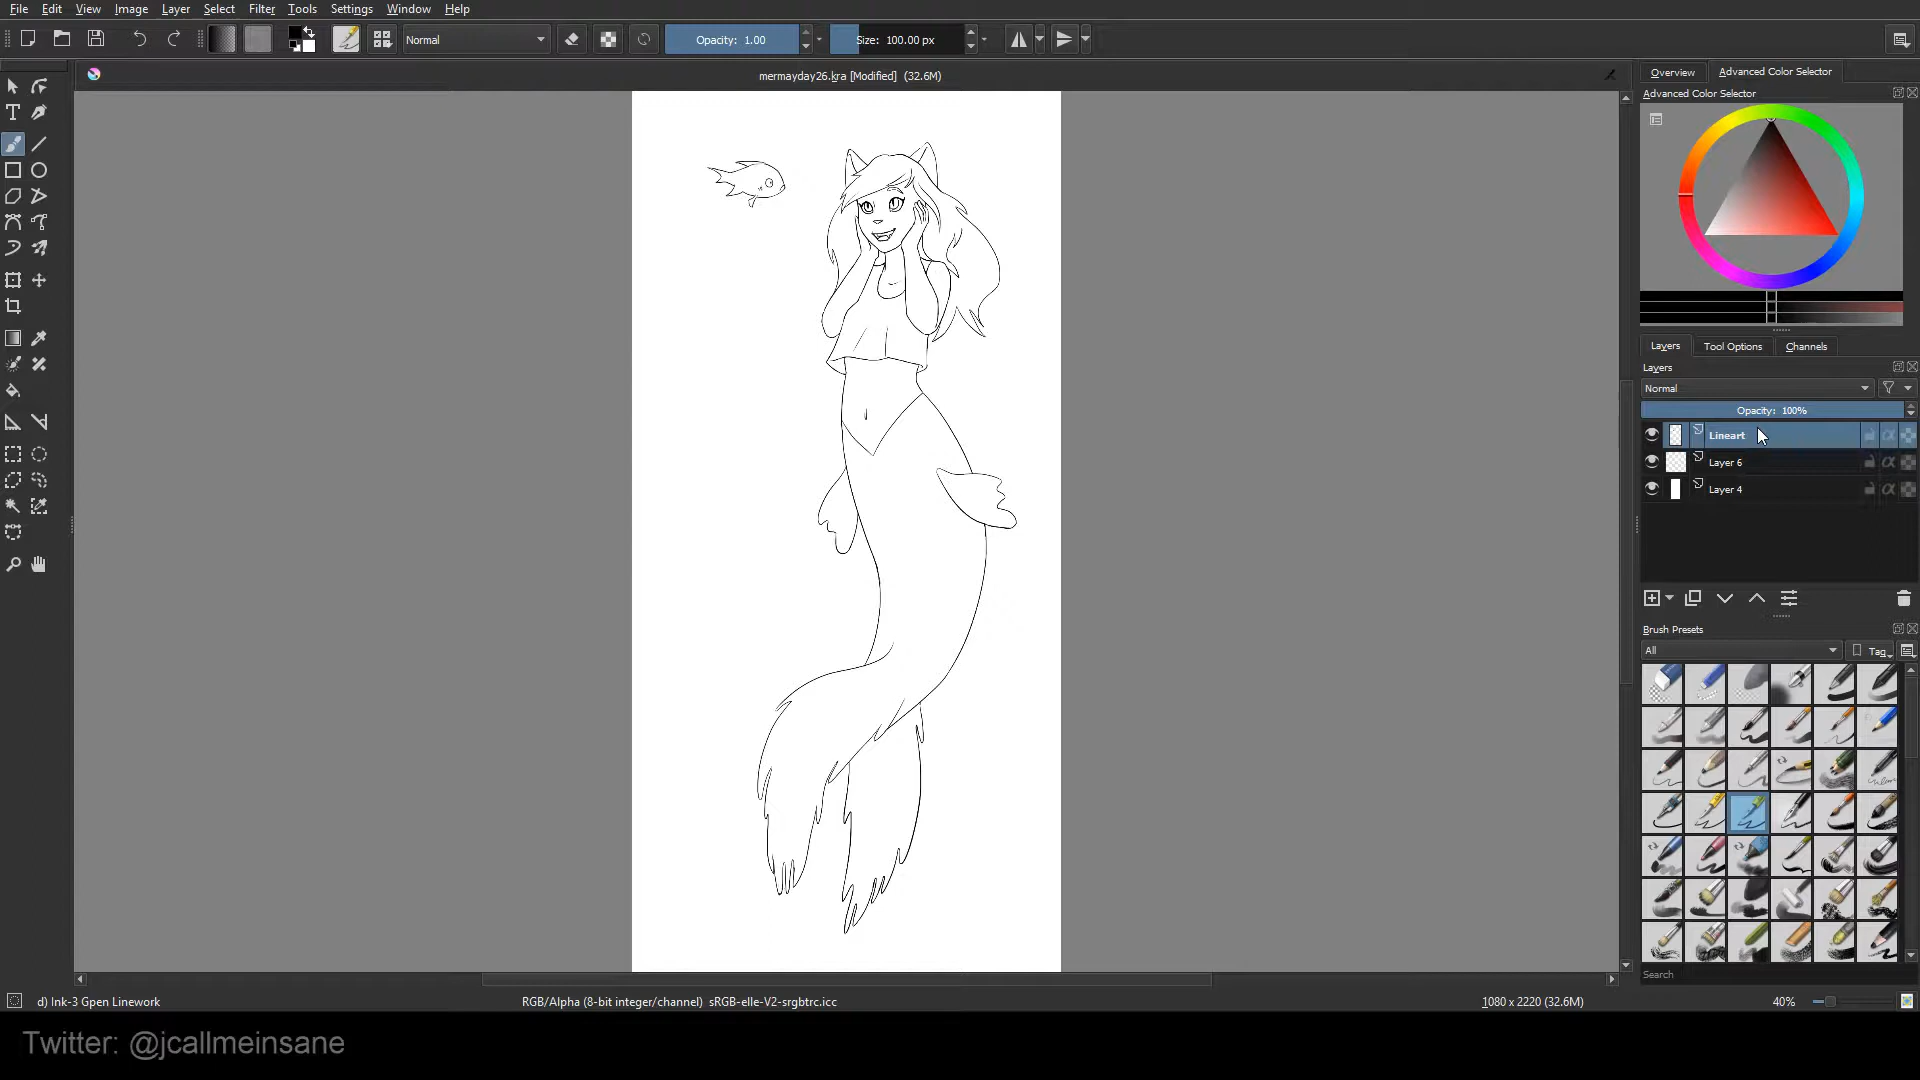 File Edit View Image Layer Select Filter Tools Settings Window Help
Normal
Opacity: 1.00
Size: 100.00 px
mermayday26.kra [Modified] (32.6M)
Overview
Advanced Color Selector
Advanced Color Selector
Layers
Tool Options
Channels
Layers
Normal
Opacity: 100%
Lineart
Layer 6
Layer 4
Brush Presets
All
Tag
Search
d) Ink-3 Gpen Linework
RGB/Alpha (8-bit integer/channel) sRGB-elle-V2-srgbtrc.icc
1080 x 2220 (32.6M)
40%
Twitter: @jcallmeinsane